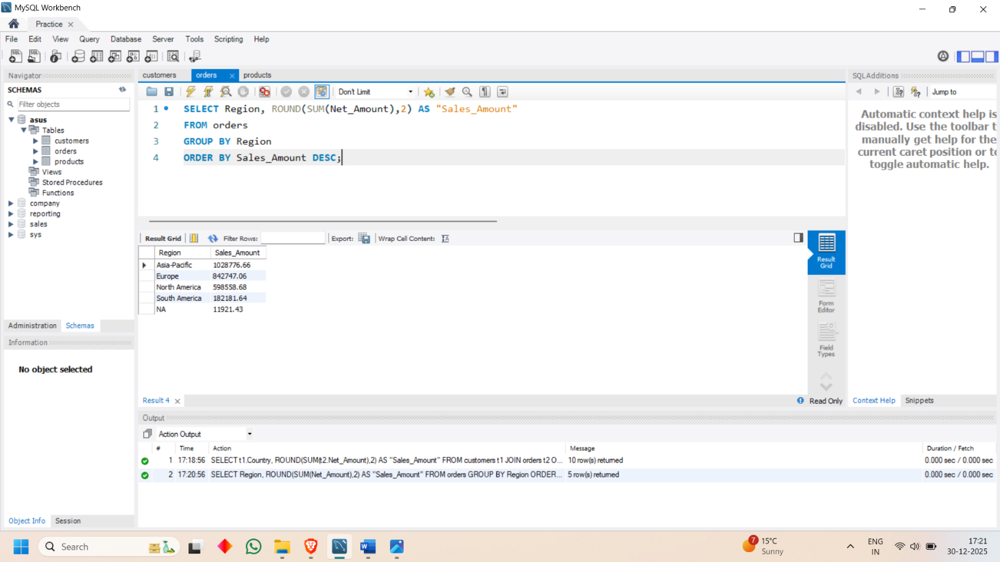 MySQL Workbench
Practice
File Edit View Query Database Server Tools Scripting Help
Navigator
SCHEMAS
Filter objects
asus
Tables
customers
orders
products
Views
Stored Procedures
Functions
company
reporting
sales
sys
Administration Schemas
Information
No object selected
Object Info Session
customers orders products
Don't Limit
1 SELECT Region, ROUND(SUM(Net_Amount),2) AS "Sales_Amount"
2 FROM orders
3 GROUP BY Region
4 ORDER BY Sales_Amount DESC;
Result Grid Filter Rows: Export: Wrap Cell Content:
Region Sales_Amount
Asia-Pacific 1028776.66
Europe 842747.06
North America 598558.68
South America 182181.64
NA 11921.43
Result
Grid
Form
Editor
Field
Types
Result 4 Read Only
SQLAdditions
Jump to
Automatic context help is
disabled. Use the toolbar t
manually get help for the
current caret position or to
toggle automatic help.
Context Help Snippets
Output
Action Output
# Time Action Message Duration / Fetch
1 17:18:56 SELECT t1.Country, ROUND(SUM(t2.Net_Amount),2) AS "Sales_Amount" FROM customers t1 JOIN orders t2 O... 10 row(s) returned 0.000 sec / 0.000 sec
2 17:20:56 SELECT Region, ROUND(SUM(Net_Amount),2) AS "Sales_Amount" FROM orders GROUP BY Region ORDER... 5 row(s) returned 0.000 sec / 0.000 sec
Search
7
15°C
Sunny
ENG
IN
17:21
30-12-2025